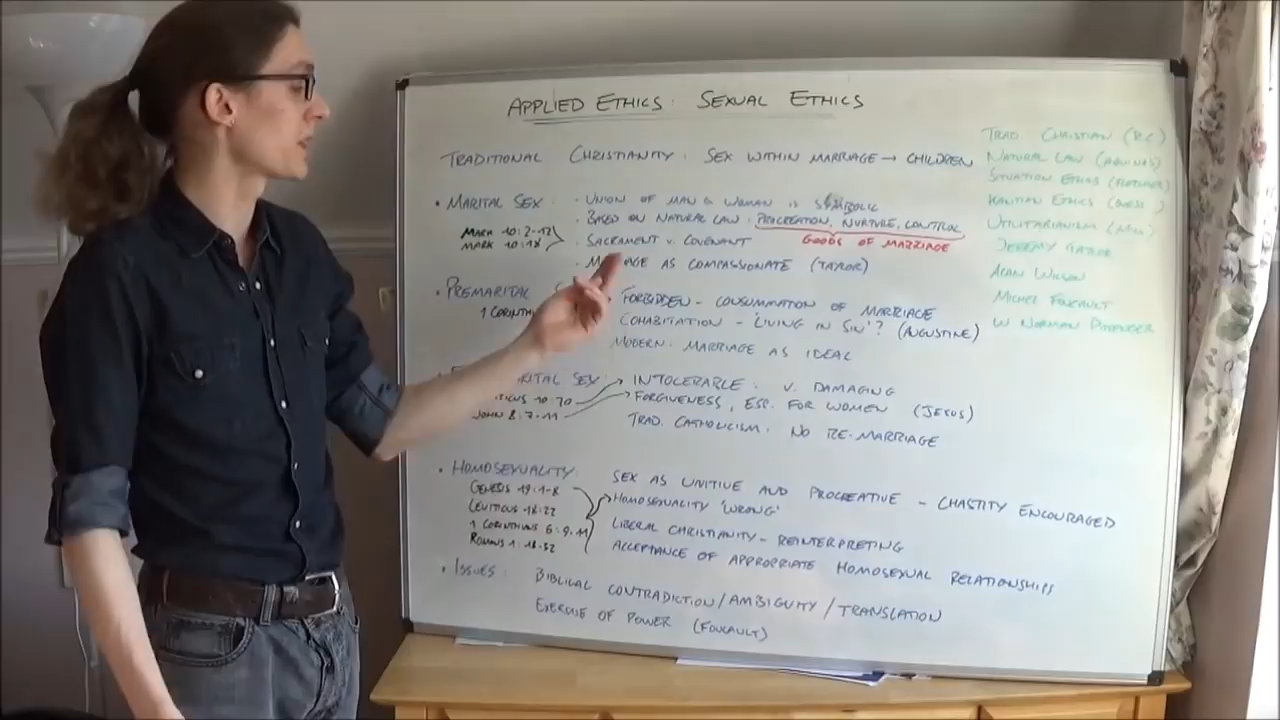 APPLIED ETHICS: SEXUAL ETHICS
TRADITIONAL CHRISTIANITY: SEX WITHIN MARRIAGE → CHILDREN
• MARITAL SEX: - UNION OF MAN & WOMAN IS SYMBOLIC
MARK 10:2-12
MARK 10:18
- BASED ON NATURAL LAW: PROCREATION, NURTURE, CONTROL
GOODS OF MARRIAGE
- SACRAMENT v. COVENANT
- AS COMPASSIONATE (TAYLOR)
• PREMARITAL FORBIDDEN - CONSUMMATION OF MARRIAGE
1
COHABITATION - 'LIVING IN SIN'? (AUGUSTINE)
MODERN: MARRIAGE AS IDEAL
SEX: INTOLERABLE: v. DAMAGING
10:20
JOHN 8:7-11
FORGIVENESS, ESP. FOR WOMEN (JESUS)
TRAD. CATHOLICISM: NO RE-MARRIAGE
• HOMOSEXUALITY: SEX AS UNITIVE AND PROCREATIVE - CHASTITY ENCOURAGED
GENESIS 19:1-8
LEVITICUS 18:22
1 CORINTHIANS 6:9-11
ROMANS 1:18-32
HOMOSEXUALITY 'WRONG'
LIBERAL CHRISTIANITY - REINTERPRETING
ACCEPTANCE OF APPROPRIATE HOMOSEXUAL RELATIONSHIPS
• ISSUES: BIBLICAL CONTRADICTION/AMBIGUITY/TRANSLATION
EXERCISE OF POWER (FOUCAULT)
TRAD CHRISTIAN (R.C)
NATURAL LAW (AQUINAS)
SITUATION ETHICS (FLETCHER)
KANTIAN ETHICS
UTILITARIANISM (MILL)
JEREMY TAYLOR
ALAN WILSON
MICHEL FOUCAULT
W NORMAN PITTENGER